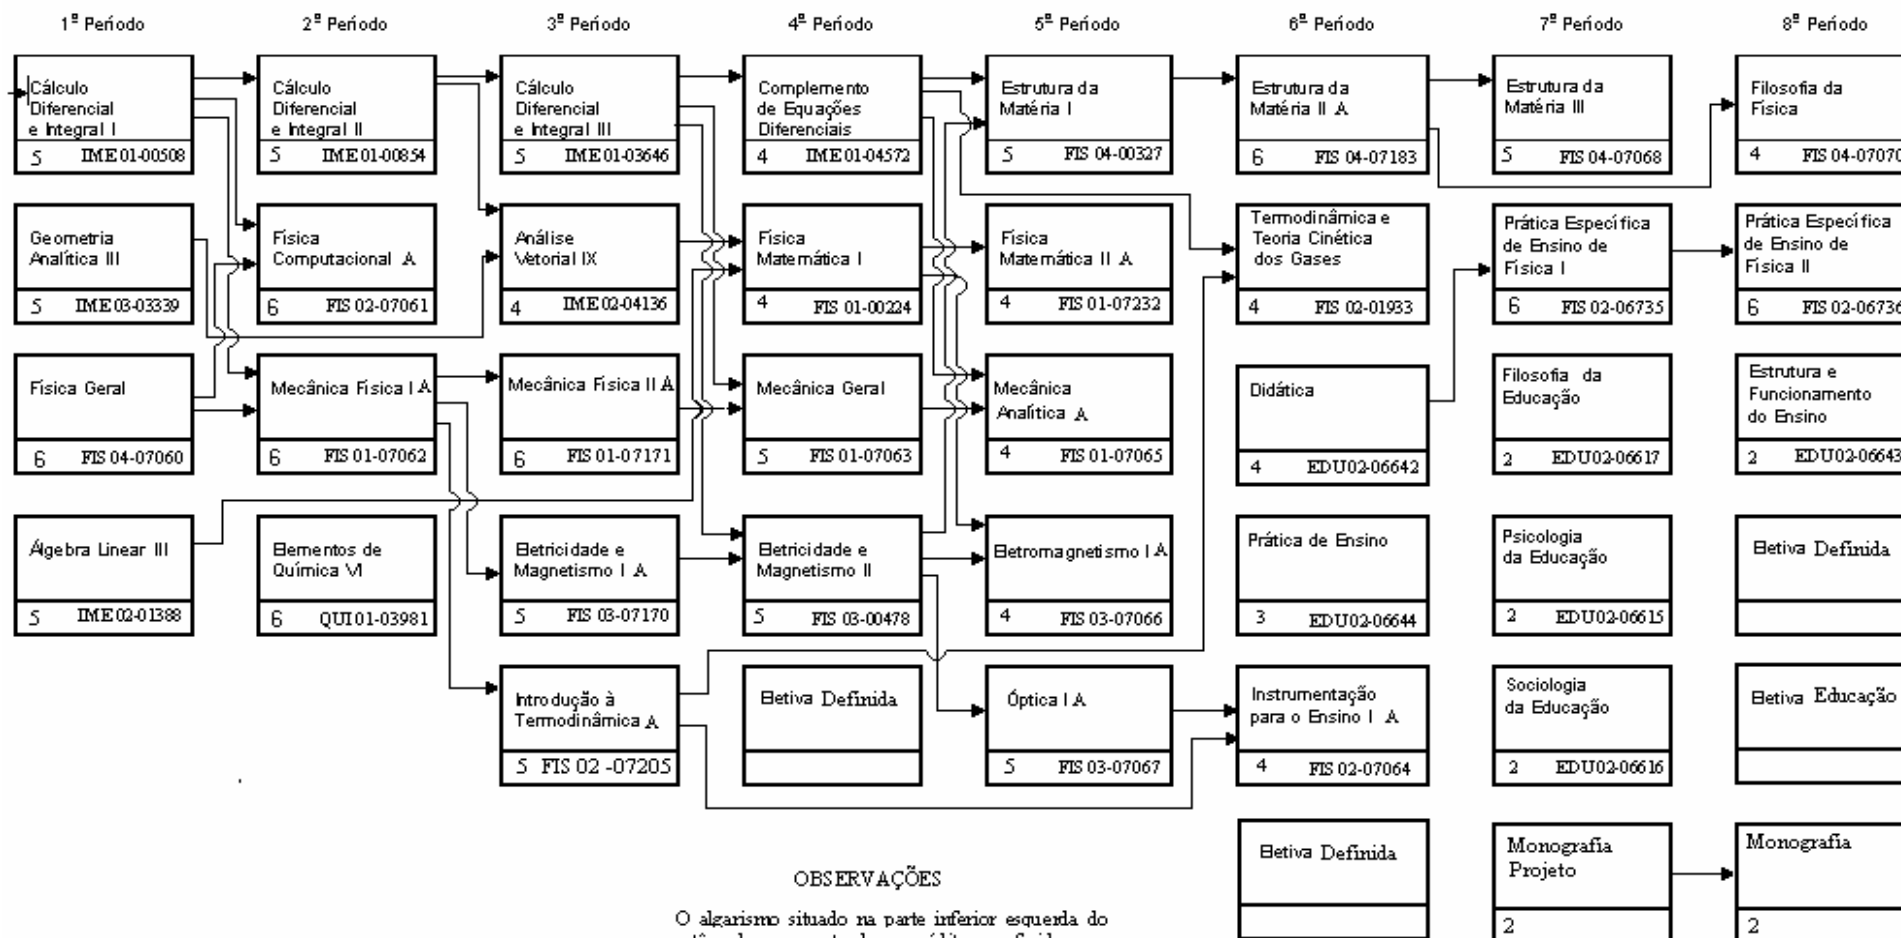 1º Período
2º Período
3º Período
4º Período
5º Período
6º Período
7º Período
8º Período
Cálculo
Diferencial
e Integral I
5 IME 01-00508
Cálculo
Diferencial
e Integral II
5 IME 01-00854
Cálculo
Diferencial
e Integral III
5 IME 01-03646
Complemento
de Equações
Diferenciais
4 IME 01-04572
Estrutura da
Matéria I
5 FIS 04-00327
Estrutura da
Matéria II A
6 FIS 04-07183
Estrutura da
Matéria III
5 FIS 04-07068
Filosofia da
Física
4 FIS 04-07070
Geometria
Analítica III
5 IME 03-03339
Física
Computacional A
6 FIS 02-07061
Análise
Vetorial IX
4 IME 02-04136
Física
Matemática I
4 FIS 01-00224
Física
Matemática II A
4 FIS 01-07232
Termodinâmica e
Teoria Cinética
dos Gases
4 FIS 02-01933
Prática Específica
de Ensino de
Física I
6 FIS 02-06735
Prática Específica
de Ensino de
Física II
6 FIS 02-06736
Física Geral
6 FIS 04-07060
Mecânica Física I A
6 FIS 01-07062
Mecânica Física II A
6 FIS 01-07171
Mecânica Geral
5 FIS 01-07063
Mecânica
Analítica A
4 FIS 01-07065
Didática
4 EDU02-06642
Filosofia da
Educação
2 EDU02-06617
Estrutura e
Funcionamento
do Ensino
2 EDU02-06643
Álgebra Linear III
5 IME 02-01388
Elementos de
Química VI
6 QUI 01-03981
Eletricidade e
Magnetismo I A
5 FIS 03-07170
Eletricidade e
Magnetismo II
5 FIS 03-00478
Eletromagnetismo I A
4 FIS 03-07066
Prática de Ensino
3 EDU02-06644
Psicologia
da Educação
2 EDU02-06615
Eletiva Definida
Introdução à
Termodinâmica A
5 FIS 02 -07205
Eletiva Definida
Óptica I A
5 FIS 03-07067
Instrumentação
para o Ensino I A
4 FIS 02-07064
Sociologia
da Educação
2 EDU02-06616
Eletiva Educação
Eletiva Definida
Monografia
Projeto
2
Monografia
2
OBSERVAÇÕES
O algarismo situado na parte inferior esquerda do